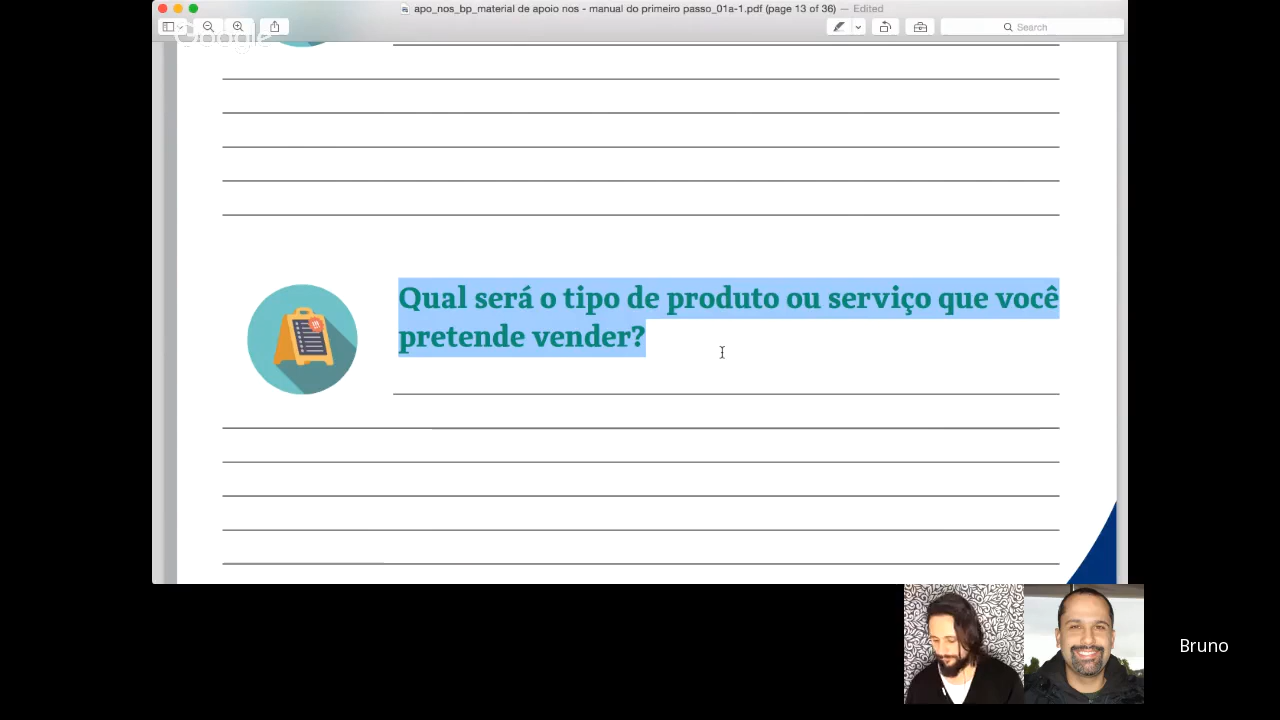 apo_nos_bp_material de apoio nos - manual do primeiro passo_01a-1.pdf (page 13 of 36) — Edited
Search
Google
Qual será o tipo de produto ou serviço que você
pretende vender?
Bruno